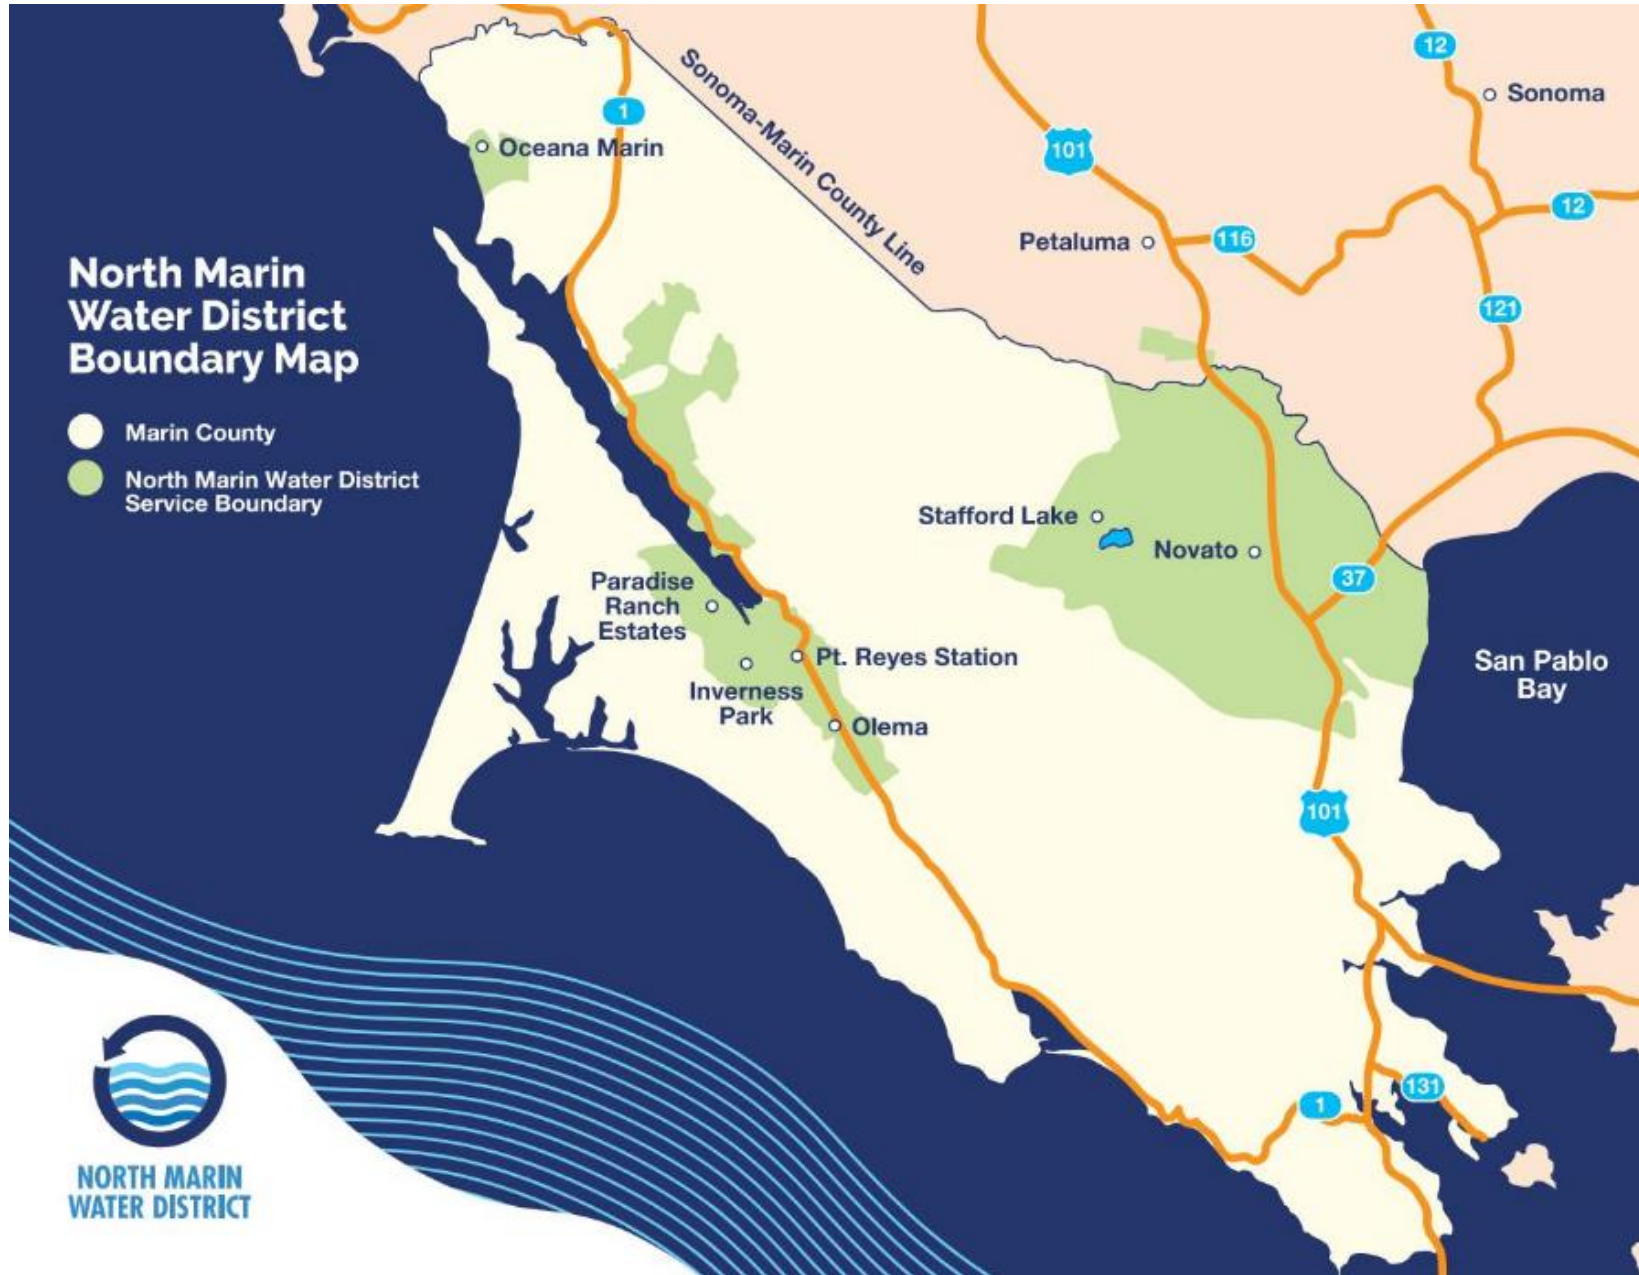 North Marin
Water District
Boundary Map
Marin County
North Marin Water District
Service Boundary
Sonoma-Marin County Line
1
Oceana Marin
101
12
Sonoma
12
Petaluma
116
121
Stafford Lake
Novato
37
Paradise
Ranch
Estates
Pt. Reyes Station
Inverness
Park
Olema
San Pablo
Bay
101
1
131
NORTH MARIN
WATER DISTRICT